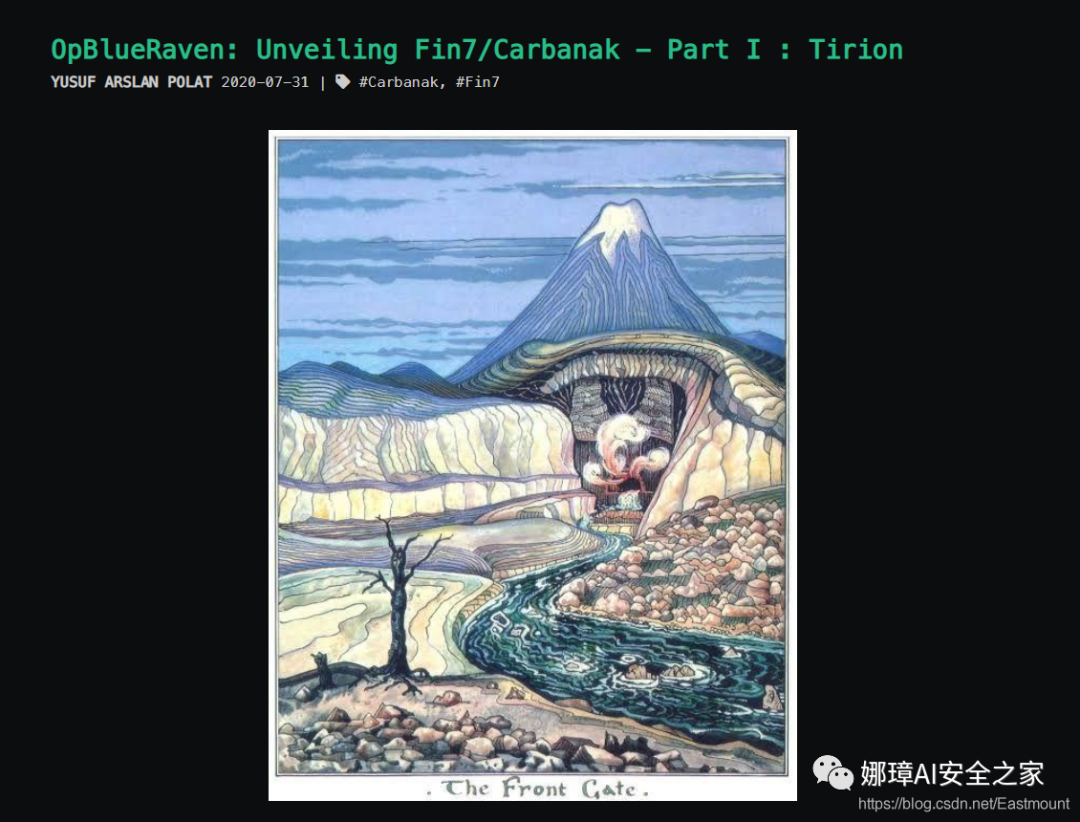 OpBlueRaven: Unveiling Fin7/Carbanak – Part I : Tirion
YUSUF ARSLAN POLAT 2020-07-31 | #Carbanak, #Fin7
. The Front Gate .
娜璋AI安全之家
https://blog.csdn.net/Eastmount